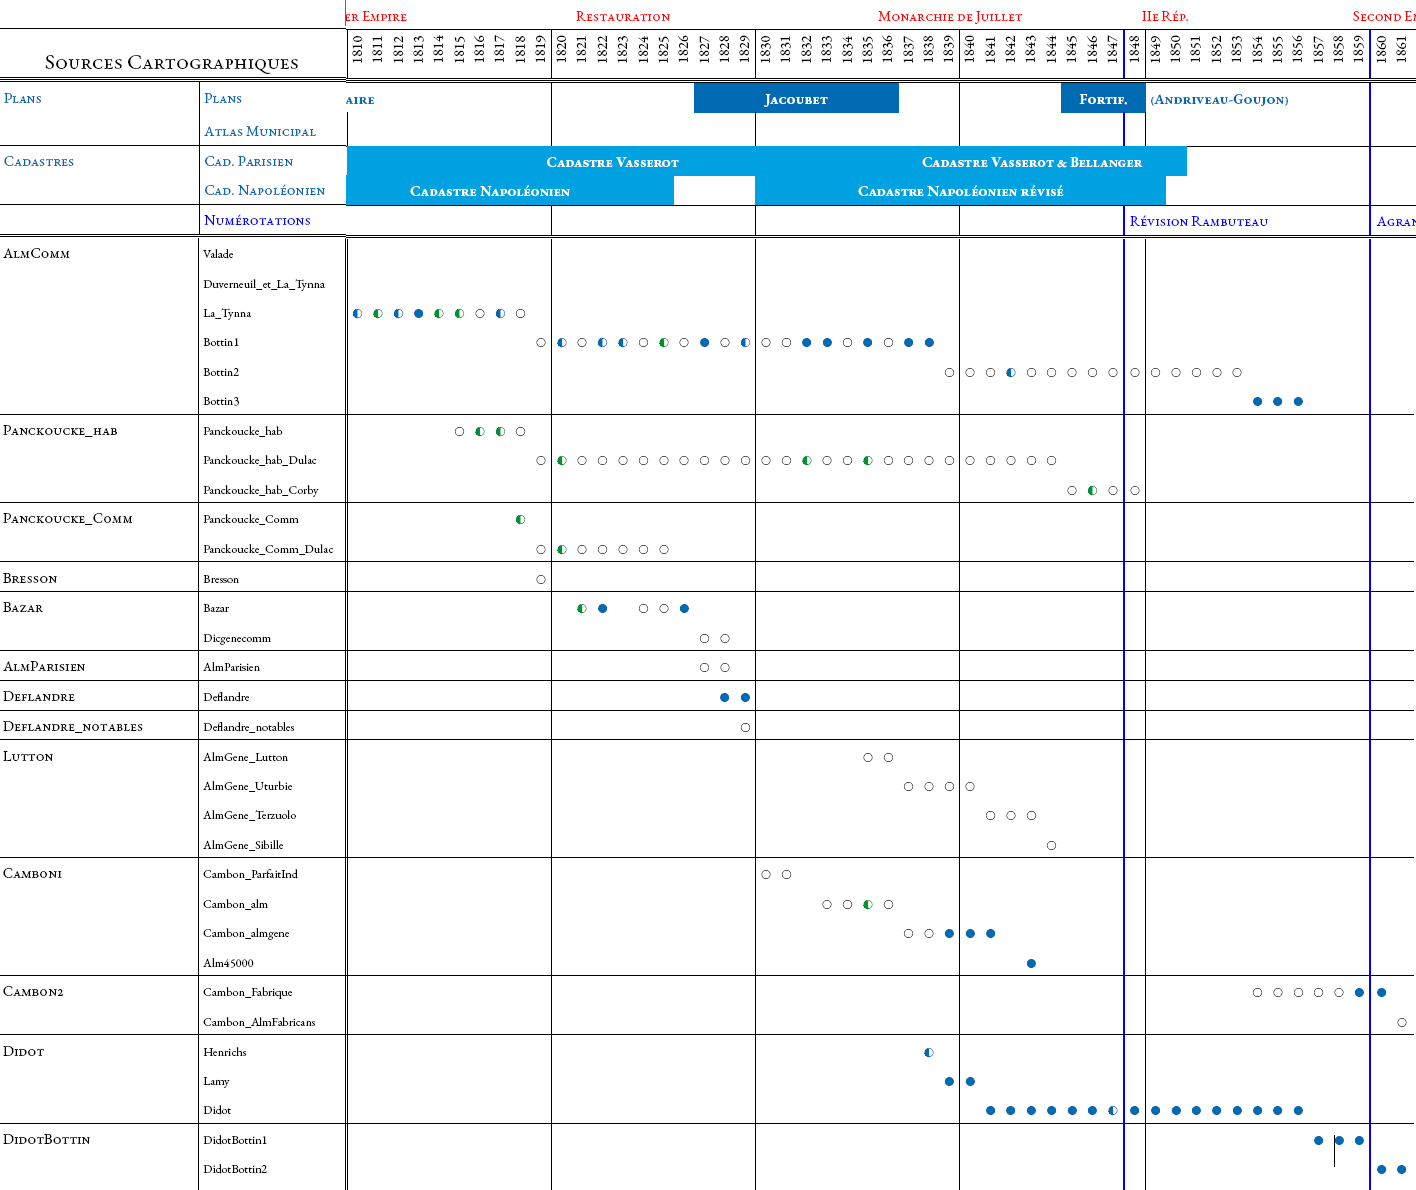 er Empire Restauration Monarchie de Juillet IIe Rép. Second Em
Sources Cartographiques 1810 1811 1812 1813 1814 1815 1816 1817 1818 1819 1820 1821 1822 1823 1824 1825 1826 1827 1828 1829 1830 1831 1832 1833 1834 1835 1836 1837 1838 1839 1840 1841 1842 1843 1844 1845 1846 1847 1848 1849 1850 1851 1852 1853 1854 1855 1856 1857 1858 1859 1860 1861
Plans Plans aire Jacoubet Fortif. (Andriveau-Goujon)
Atlas Municipal
Cadastres Cad. Parisien Cadastre Vasserot Cadastre Vasserot & Bellanger
Cad. Napoléonien Cadastre Napoléonien Cadastre Napoléonien révisé
Numérotations Révision Rambuteau Agran
AlmComm Valade
Duverneuil_et_La_Tynna
La_Tynna
Bottin1
Bottin2
Bottin3
Panckoucke_hab Panckoucke_hab
Panckoucke_hab_Dulac
Panckoucke_hab_Corby
Panckoucke_Comm Panckoucke_Comm
Panckoucke_Comm_Dulac
Bresson Bresson
Bazar Bazar
Dicgenecomm
AlmParisien AlmParisien
Deflandre Deflandre
Deflandre_notables Deflandre_notables
Lutton AlmGene_Lutton
AlmGene_Uturbie
AlmGene_Terzuolo
AlmGene_Sibille
Cambon1 Cambon_ParfaitInd
Cambon_alm
Cambon_almgene
Alm45000
Cambon2 Cambon_Fabrique
Cambon_AlmFabricans
Didot Henrichs
Lamy
Didot
DidotBottin DidotBottin1
DidotBottin2